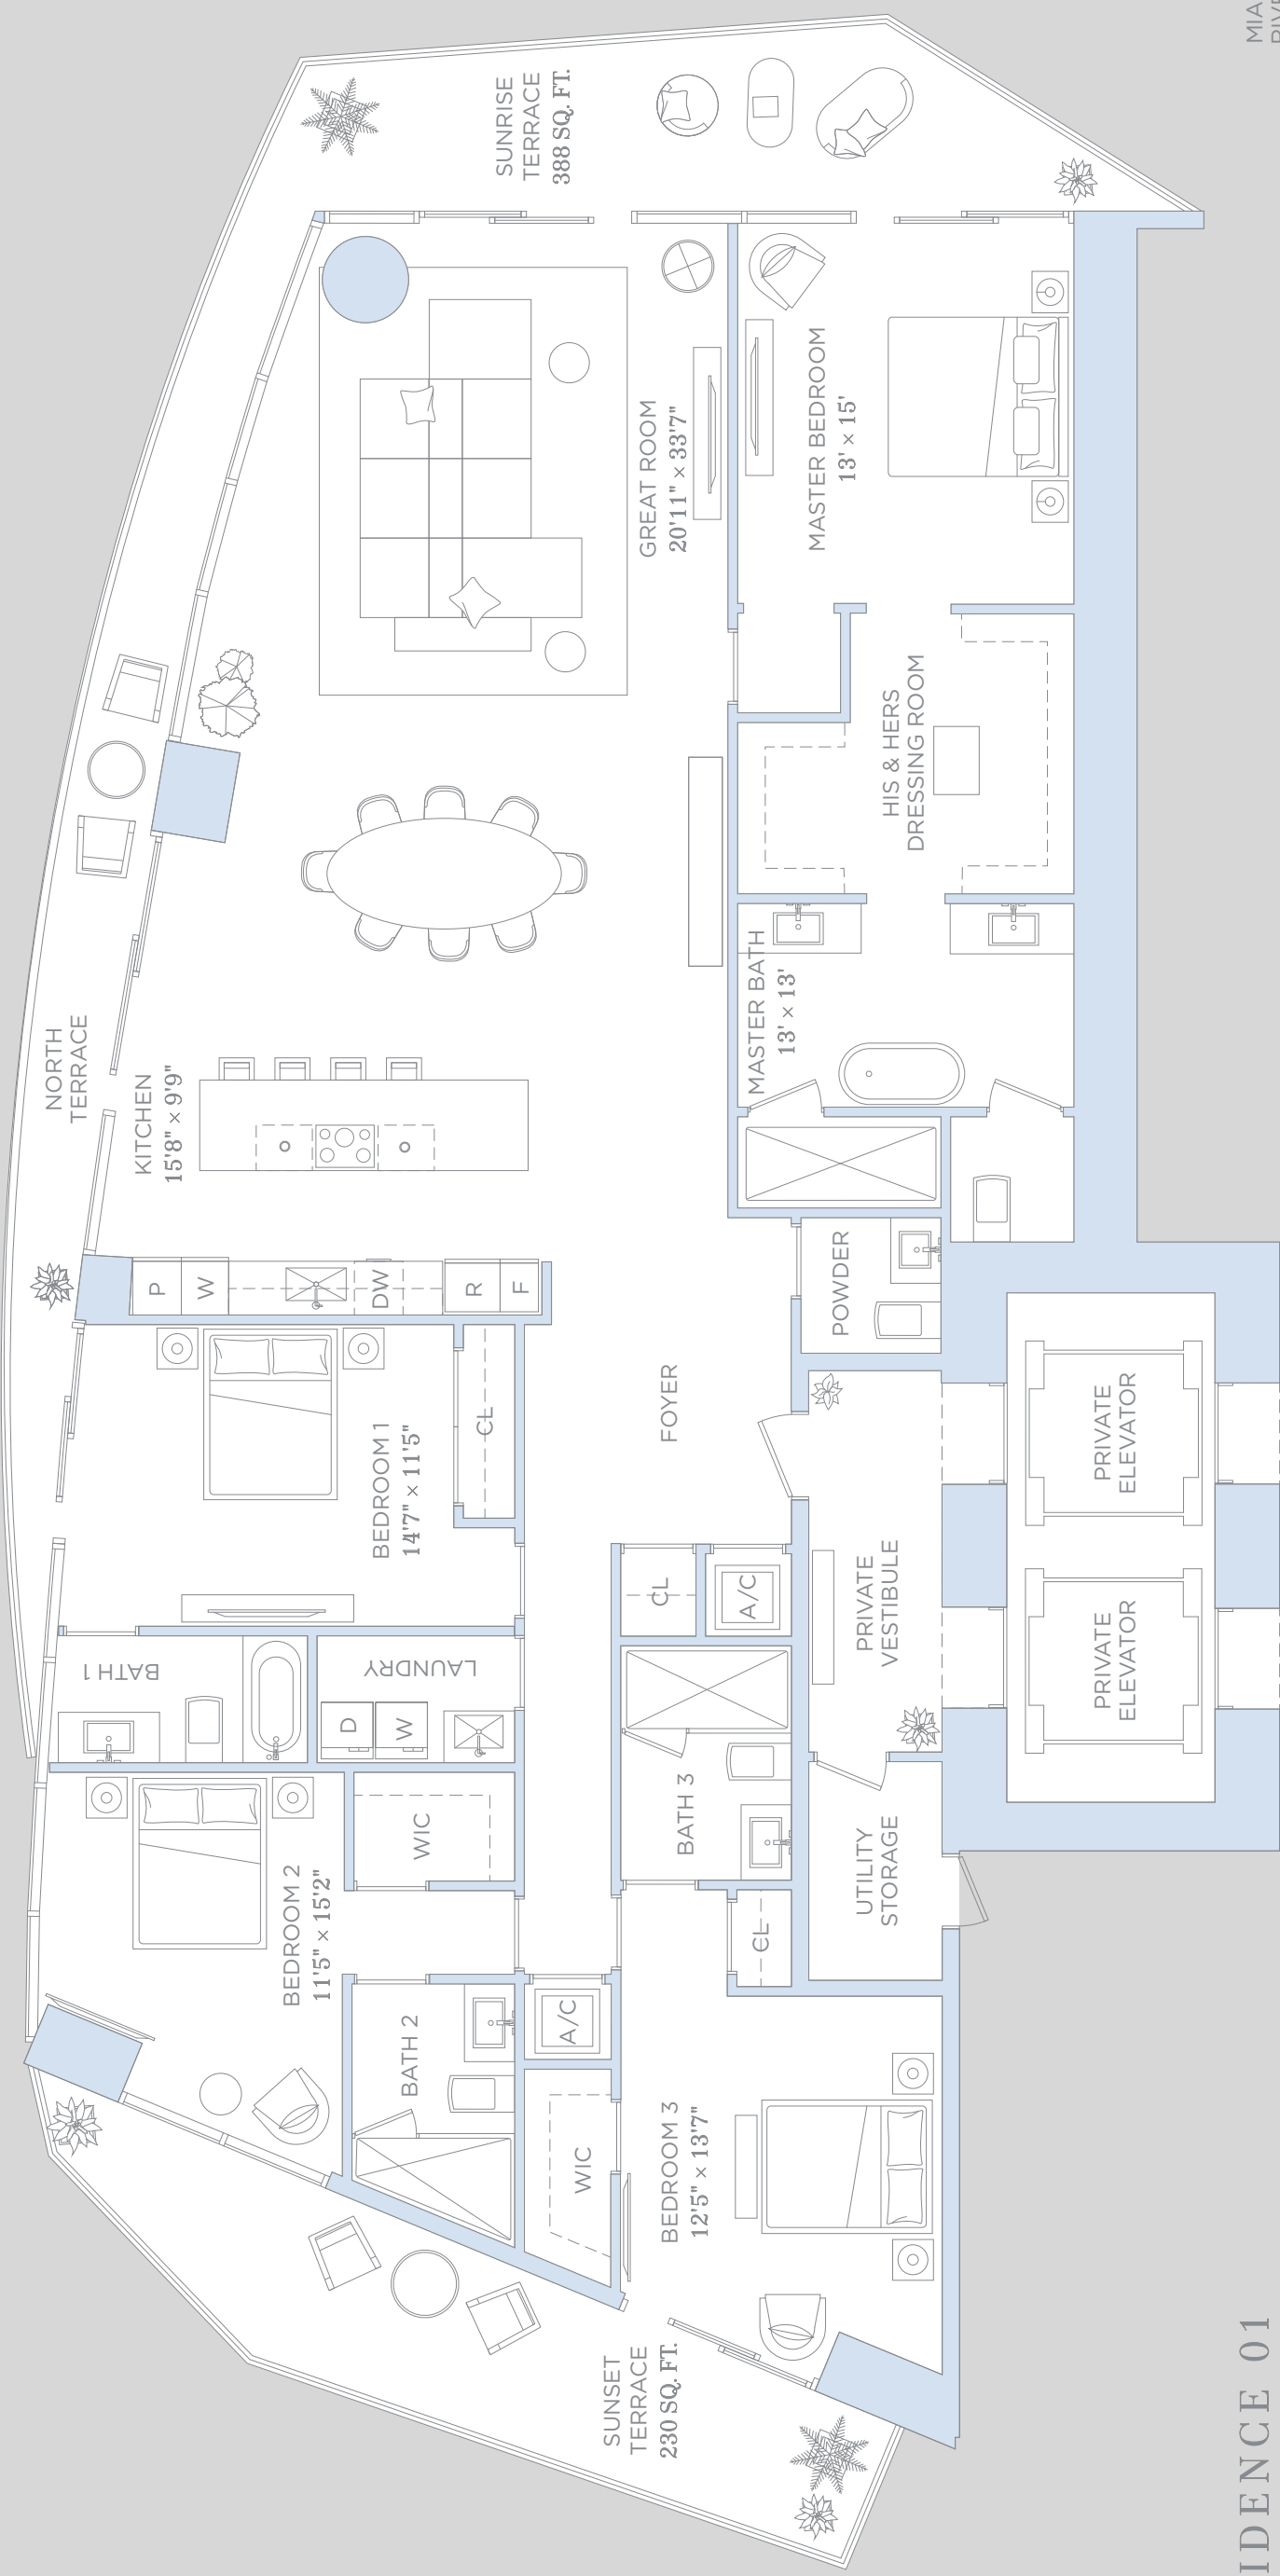 SUNRISE
TERRACE
388 SQ. FT.
GREAT ROOM
20'11" × 33'7"
MASTER BEDROOM
13' × 15'
HIS & HERS
DRESSING ROOM
NORTH
TERRACE
KITCHEN
15'8" × 9'9"
MASTER BATH
13' × 13'
P
W
DW
R
F
POWDER
BEDROOM 1
14'7" × 11'5"
CL
FOYER
PRIVATE
ELEVATOR
CL
A/C
PRIVATE
VESTIBULE
PRIVATE
ELEVATOR
BATH 1
LAUNDRY
D
W
BEDROOM 2
11'5" × 15'2"
WIC
BATH 3
UTILITY
STORAGE
CL
BATH 2
A/C
WIC
BEDROOM 3
12'5" × 13'7"
SUNSET
TERRACE
230 SQ. FT.
IDENCE 01
MIA